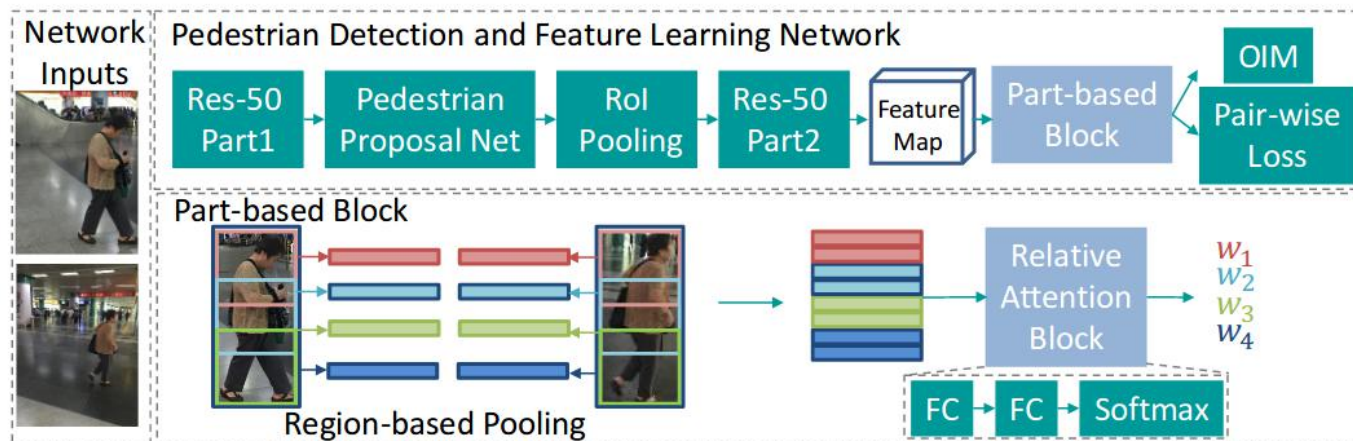 Network
Inputs
Pedestrian Detection and Feature Learning Network
Res-50
Part1
Pedestrian
Proposal Net
RoI
Pooling
Res-50
Part2
Feature
Map
Part-based
Block
OIM
Pair-wise
Loss
Part-based Block
Region-based Pooling
Relative
Attention
Block
FC
FC
Softmax
w₁
w₂
w₃
w₄